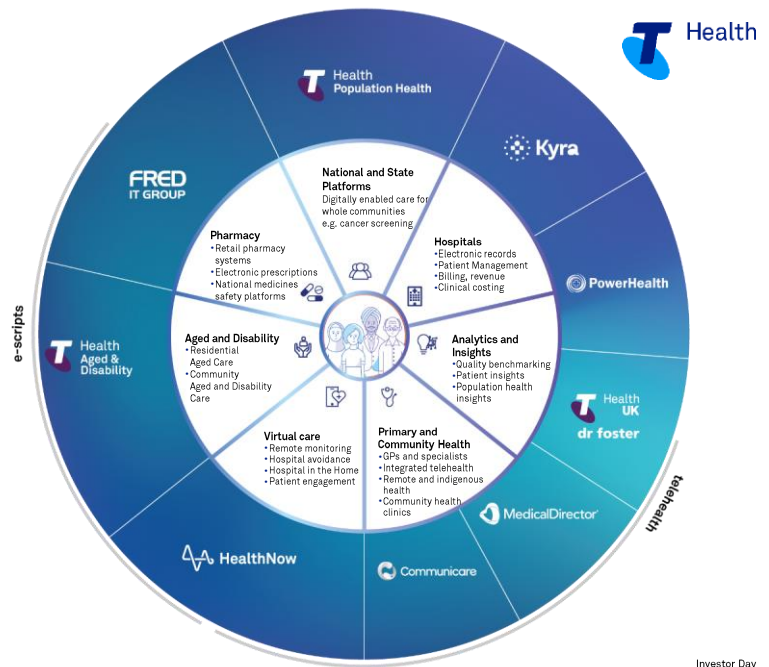 Health
Health
Population Health
Kyra
FRED
IT GROUP
National and State
Platforms
Digitally enabled care for
whole communities
e.g. cancer screening
Pharmacy
•Retail pharmacy
systems
•Electronic prescriptions
•National medicines
safety platforms
Hospitals
•Electronic records
•Patient Management
•Billing, revenue
•Clinical costing
PowerHealth
e-scripts
Health
Aged &
Disability
Aged and Disability
•Residential
Aged Care
•Community
Aged and Disability
Care
Analytics and
Insights
•Quality benchmarking
•Patient insights
•Population health
insights
Health
UK
dr foster
Virtual care
•Remote monitoring
•Hospital avoidance
•Hospital in the Home
•Patient engagement
Primary and
Community Health
•GPs and specialists
•Integrated telehealth
•Remote and indigenous
health
•Community health
clinics
telehealth
MedicalDirector
HealthNow
Communicare
Investor Day